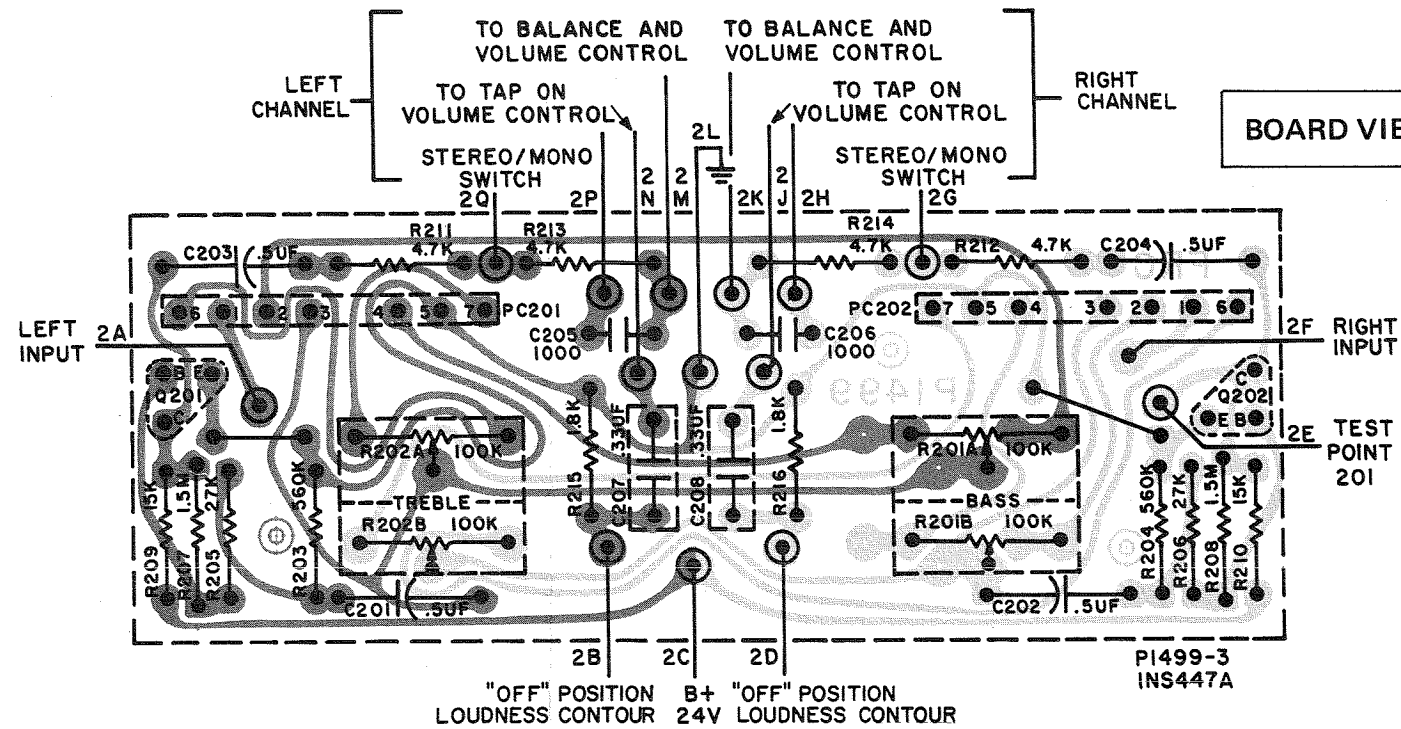 TO BALANCE AND
VOLUME CONTROL
TO BALANCE AND
VOLUME CONTROL
LEFT
CHANNEL
TO TAP ON
VOLUME CONTROL
TO TAP ON
VOLUME CONTROL
RIGHT
CHANNEL
BOARD VIE
2L
STEREO/MONO
SWITCH
STEREO/MONO
SWITCH
2Q
2P
2
N
2
M
2K
2
J
2H
2G
R211
4.7K
R213
4.7K
R214
4.7K
R212
4.7K
C203
.5UF
C204
.5UF
6 1 2 3 4 5 7
PC201
PC202
7 5 4 3 2 1 6
C205
1000
C206
1000
LEFT
INPUT
2A
2F
RIGHT
INPUT
B E
Q201
C
C
Q202
E B
P1499
2E
TEST
POINT
201
R202A 100K
TREBLE
R202B 100K
R201A 100K
BASS
R201B 100K
1.8K
R215
.33UF
C207
.33UF
C208
1.8K
R216
15K
R209
1.5M
R207
27K
R205
560K
R203
560K
R204
27K
R206
1.5M
R208
15K
R210
C201 .5UF
C202 .5UF
2B
2C
2D
P1499-3
INS447A
"OFF" POSITION
LOUDNESS CONTOUR
B+
24V
"OFF" POSITION
LOUDNESS CONTOUR